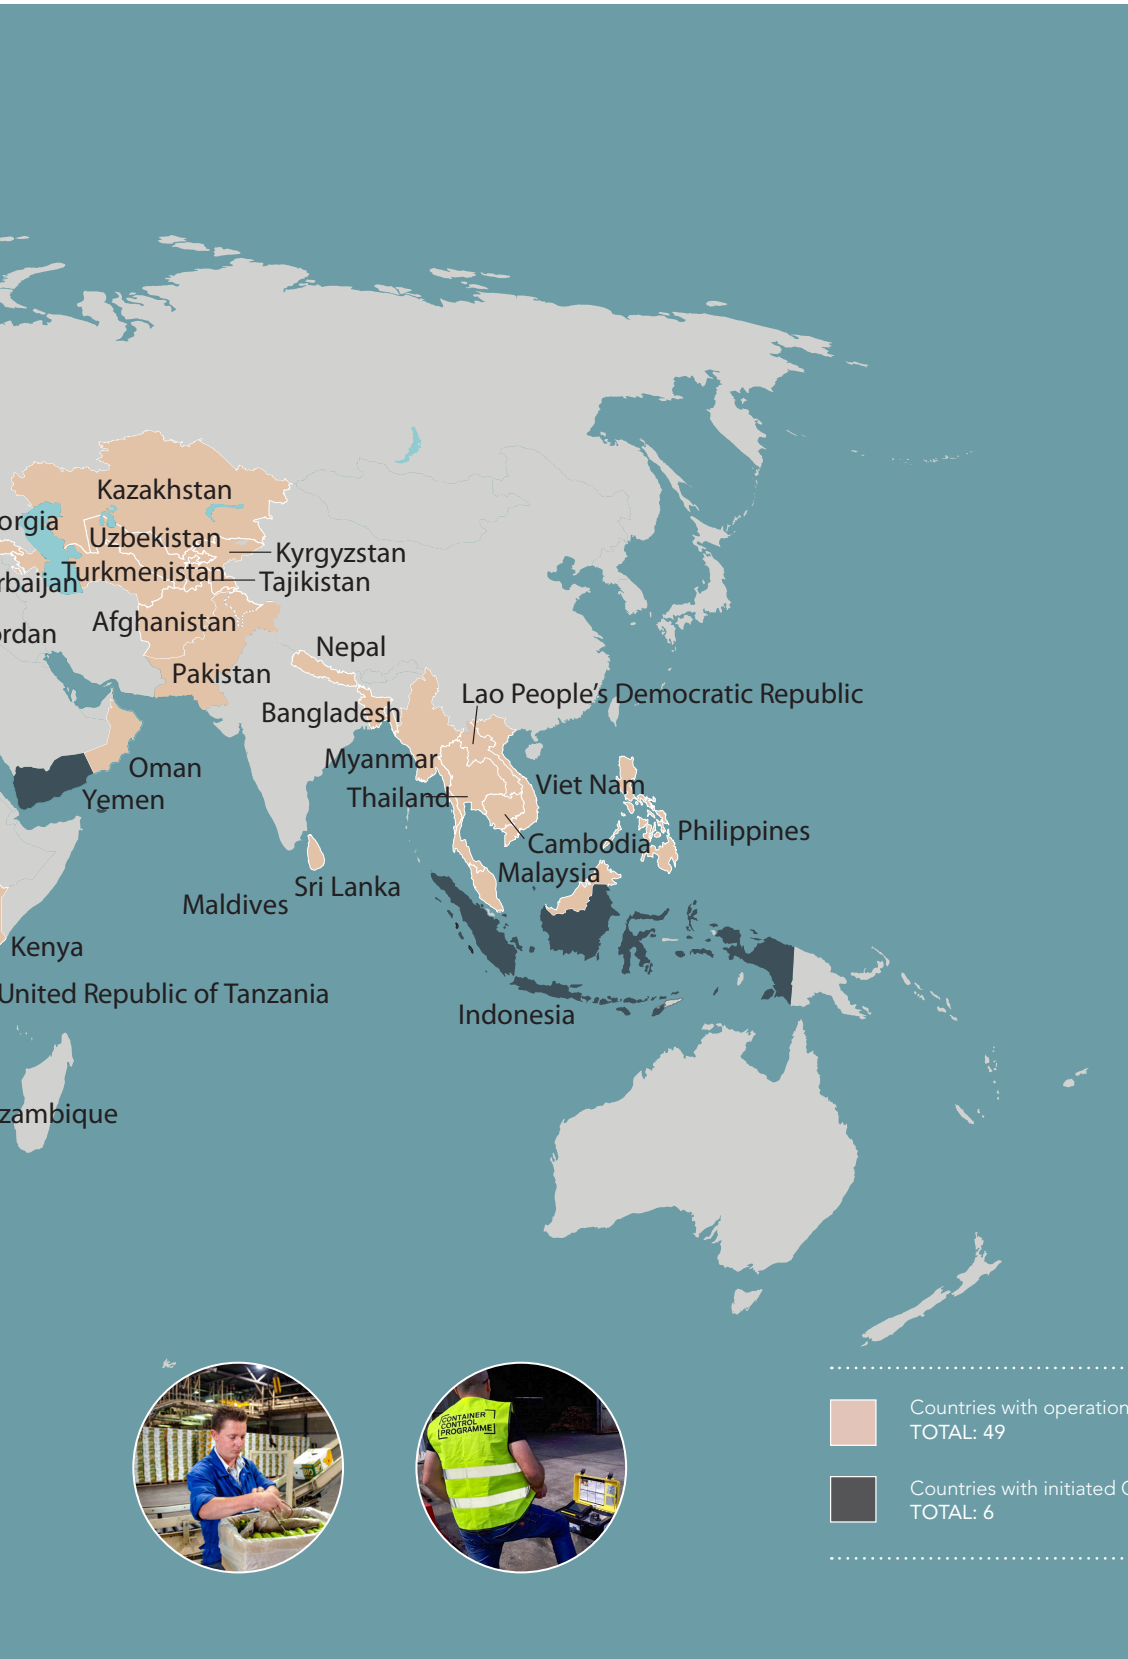 Kazakhstan
orgia
Uzbekistan
Kyrgyzstan
rbaijan
Turkmenistan
Tajikistan
Afghanistan
ordan
Nepal
Pakistan
Lao People's Democratic Republic
Bangladesh
Myanmar
Oman
Viet Nam
Thailand
Yemen
Philippines
Cambodia
Malaysia
Sri Lanka
Maldives
Kenya
United Republic of Tanzania
Indonesia
zambique
CONTAINER
CONTROL
PROGRAMME
Countries with operation
TOTAL: 49
Countries with initiated C
TOTAL: 6